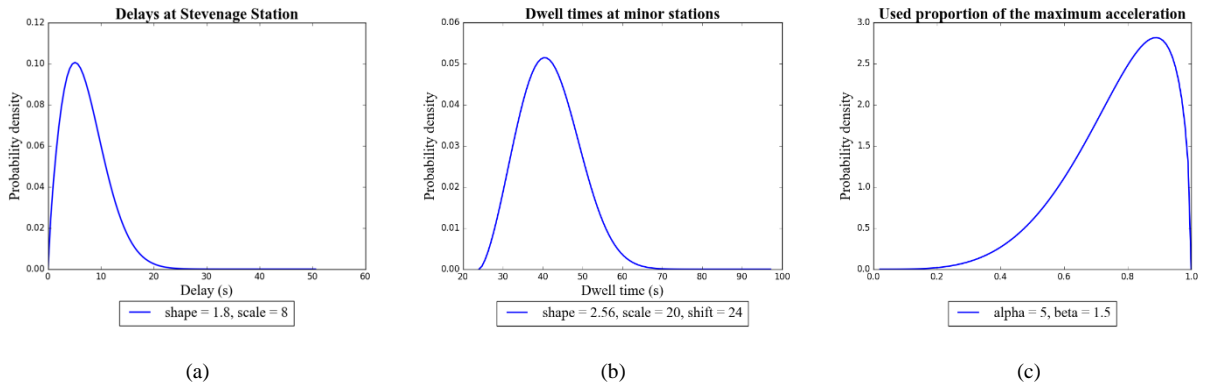 Delays at Stevenage Station
0.12
0.10
0.08
0.06
0.04
0.02
0.00
Probability density
0 10 20 30 40 50 60
Delay (s)
shape = 1.8, scale = 8
(a)
Dwell times at minor stations
0.06
0.05
0.04
0.03
0.02
0.01
0.00
Probability density
20 30 40 50 60 70 80 90 100
Dwell time (s)
shape = 2.56, scale = 20, shift = 24
(b)
Used proportion of the maximum acceleration
3.0
2.5
2.0
1.5
1.0
0.5
0.0
Probability density
0.0 0.2 0.4 0.6 0.8 1.0
alpha = 5, beta = 1.5
(c)